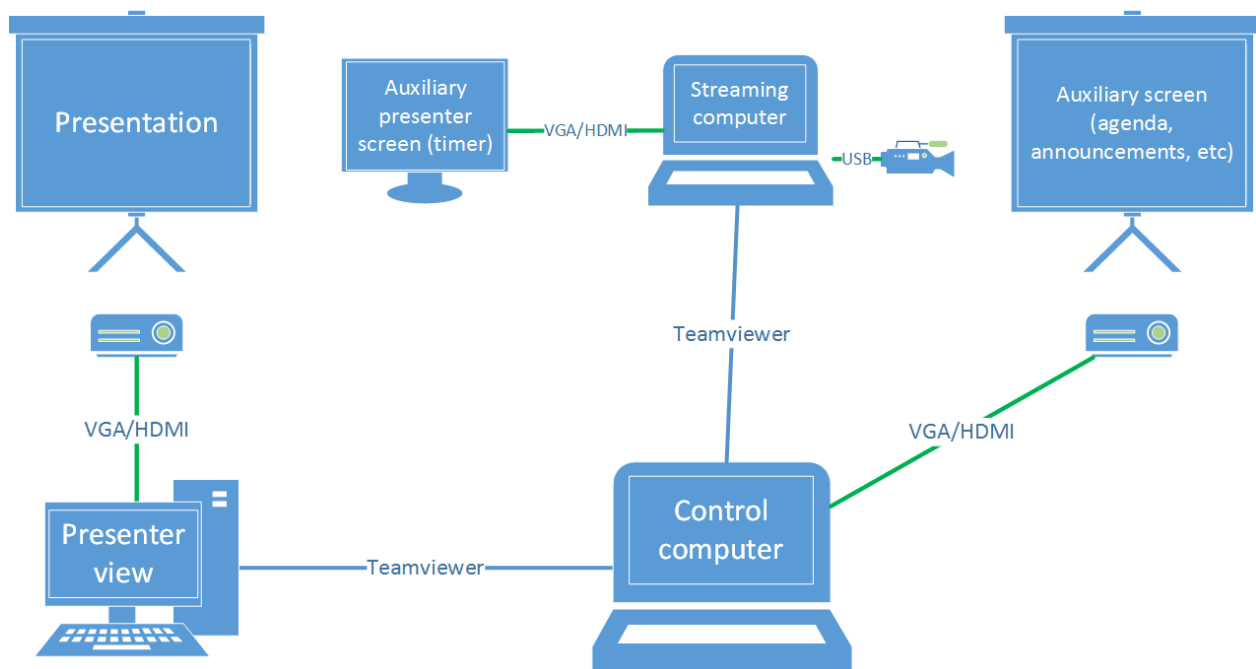 Presentation
Auxiliary
presenter
screen (timer)
VGA/HDMI
Streaming
computer
USB
Auxiliary screen
(agenda,
announcements, etc)
Teamviewer
VGA/HDMI
VGA/HDMI
Presenter
view
Teamviewer
Control
computer